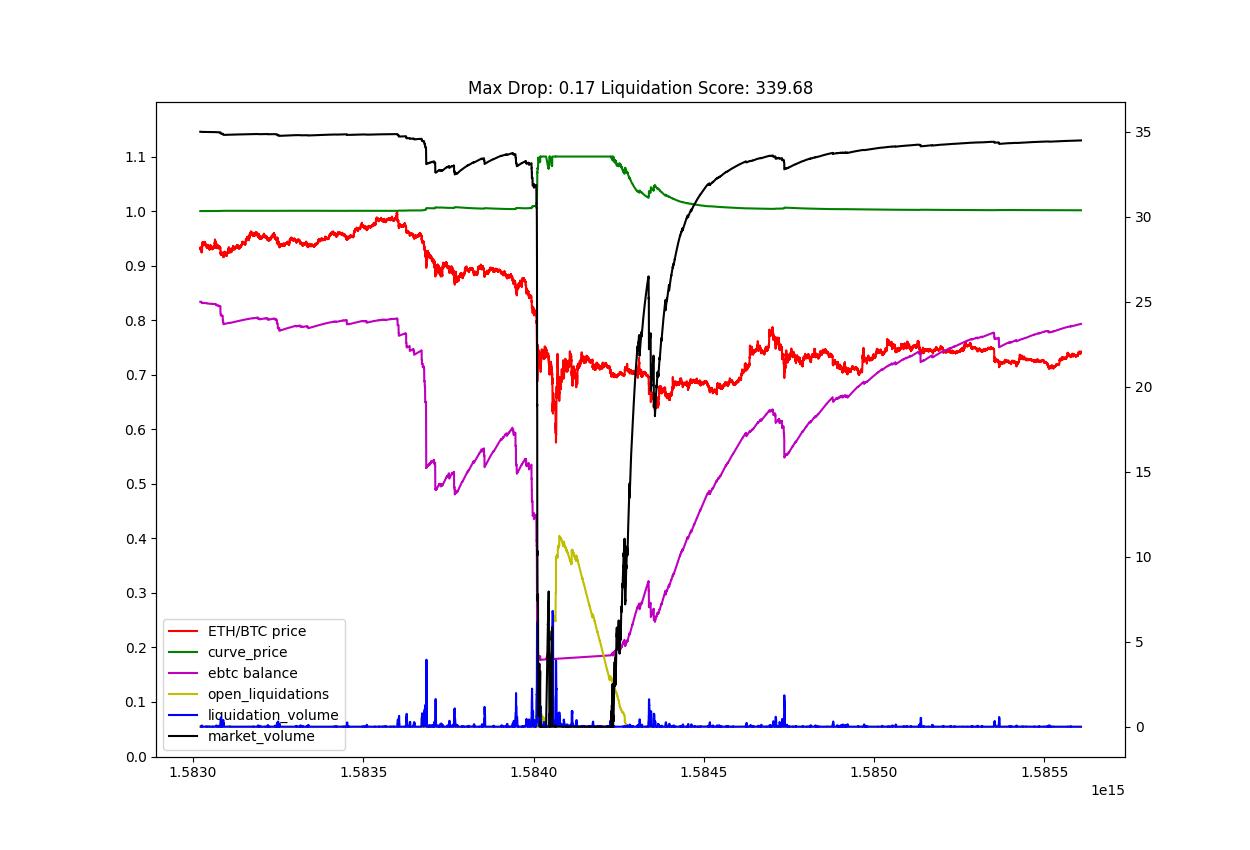 Max Drop: 0.17 Liquidation Score: 339.68
1.1
1.0
0.9
0.8
0.7
0.6
0.5
0.4
0.3
0.2
0.1
0.0
35
30
25
20
15
10
5
0
ETH/BTC price
curve_price
ebtc balance
open_liquidations
liquidation_volume
market_volume
1.5830 1.5835 1.5840 1.5845 1.5850 1.5855
1e15